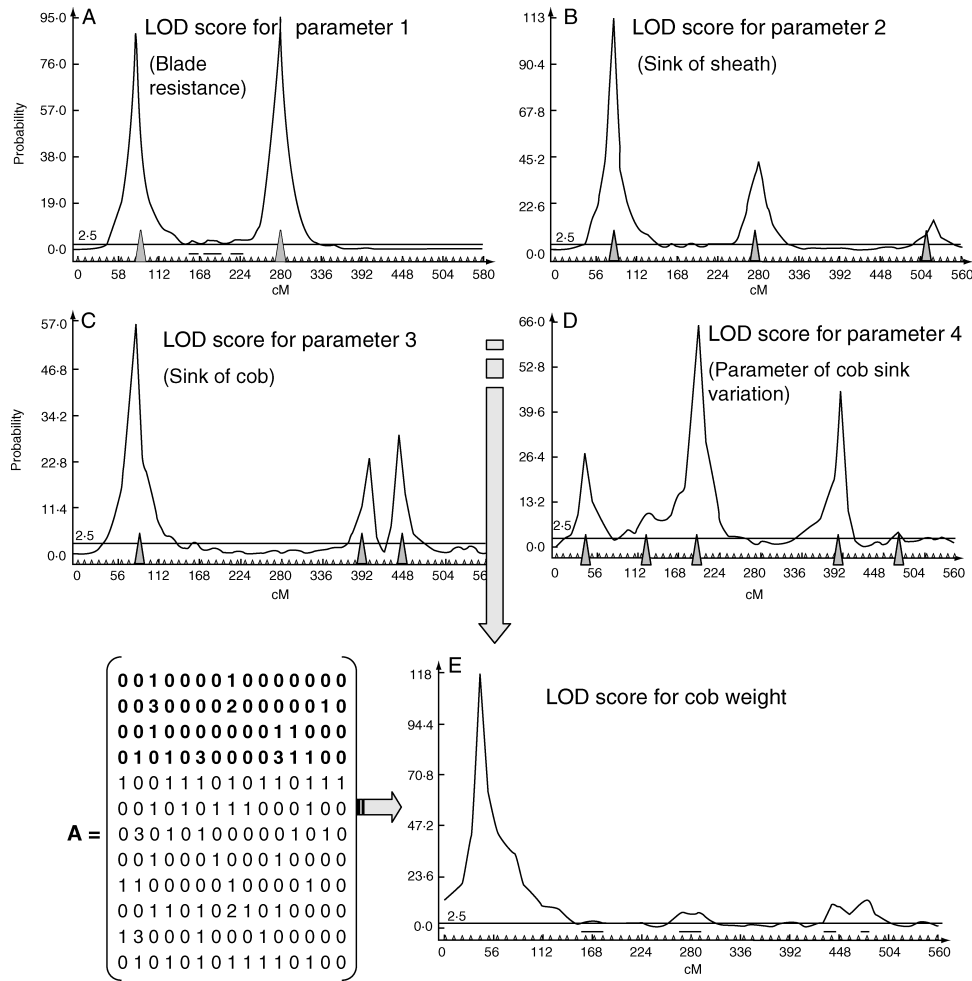 A
LOD score for parameter 1
(Blade
resistance)
95·0
76·0
57·0
38·0
19·0
0·0
2·5
Probability
0 58 112 168 224 280 336 392 448 580
cM
B
LOD score for parameter 2
(Sink of sheath)
113
90·4
67·8
45·2
22·6
0·0
2·5
0 56 112 168 224 280 336 392 448 504 560
cM
C
LOD score for parameter 3
(Sink of cob)
57·0
46·8
34·2
22·8
11·4
0·0
2·5
Probability
0 56 112 168 224 280 336 392 448 560
cM
D
LOD score for parameter 4
(Parameter of cob sink
variation)
66·0
52·8
39·6
26·4
13·2
0·0
2·5
0 56 112 224 280 336 392 448 504 560
cM
A =
0 0 1 0 0 0 0 1 0 0 0 0 0 0 0
0 0 3 0 0 0 0 2 0 0 0 0 0 1 0
0 0 1 0 0 0 0 0 0 0 1 1 0 0 0
0 1 0 1 0 3 0 0 0 0 3 1 1 0 0
1 0 0 1 1 1 0 1 0 1 1 0 1 1 1
0 0 1 0 1 0 1 1 1 0 0 0 1 0 0
0 3 0 1 0 1 0 0 0 0 0 1 0 1 0
0 0 1 0 0 0 1 0 0 0 1 0 0 0 0
1 1 0 0 0 0 0 1 0 0 0 0 1 0 0
0 0 1 1 0 1 0 2 1 0 1 0 0 0 0
1 3 0 0 0 1 0 0 0 1 0 0 0 0 0
0 1 0 1 0 1 0 1 1 1 1 0 1 0 0
E
LOD score for cob weight
118
94·4
70·8
47·2
23·6
0·0
2·5
0 56 112 168 224 280 336 392 448 504 560
cM